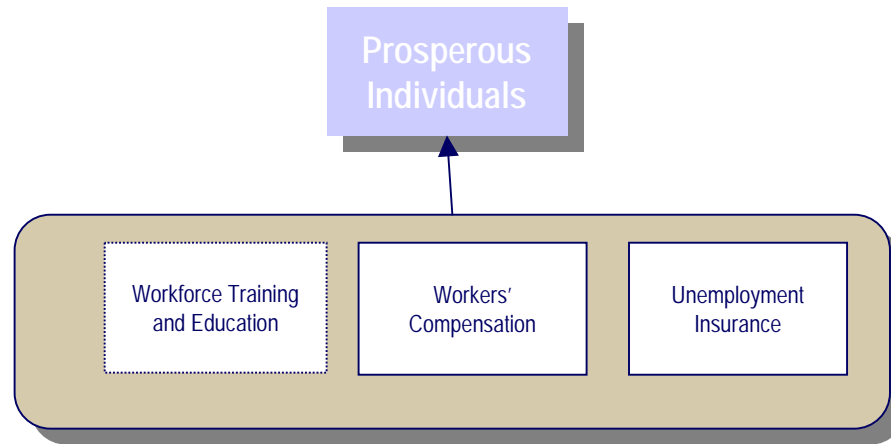 Prosperous
Individuals
Workforce Training
and Education
Workers’
Compensation
Unemployment
Insurance